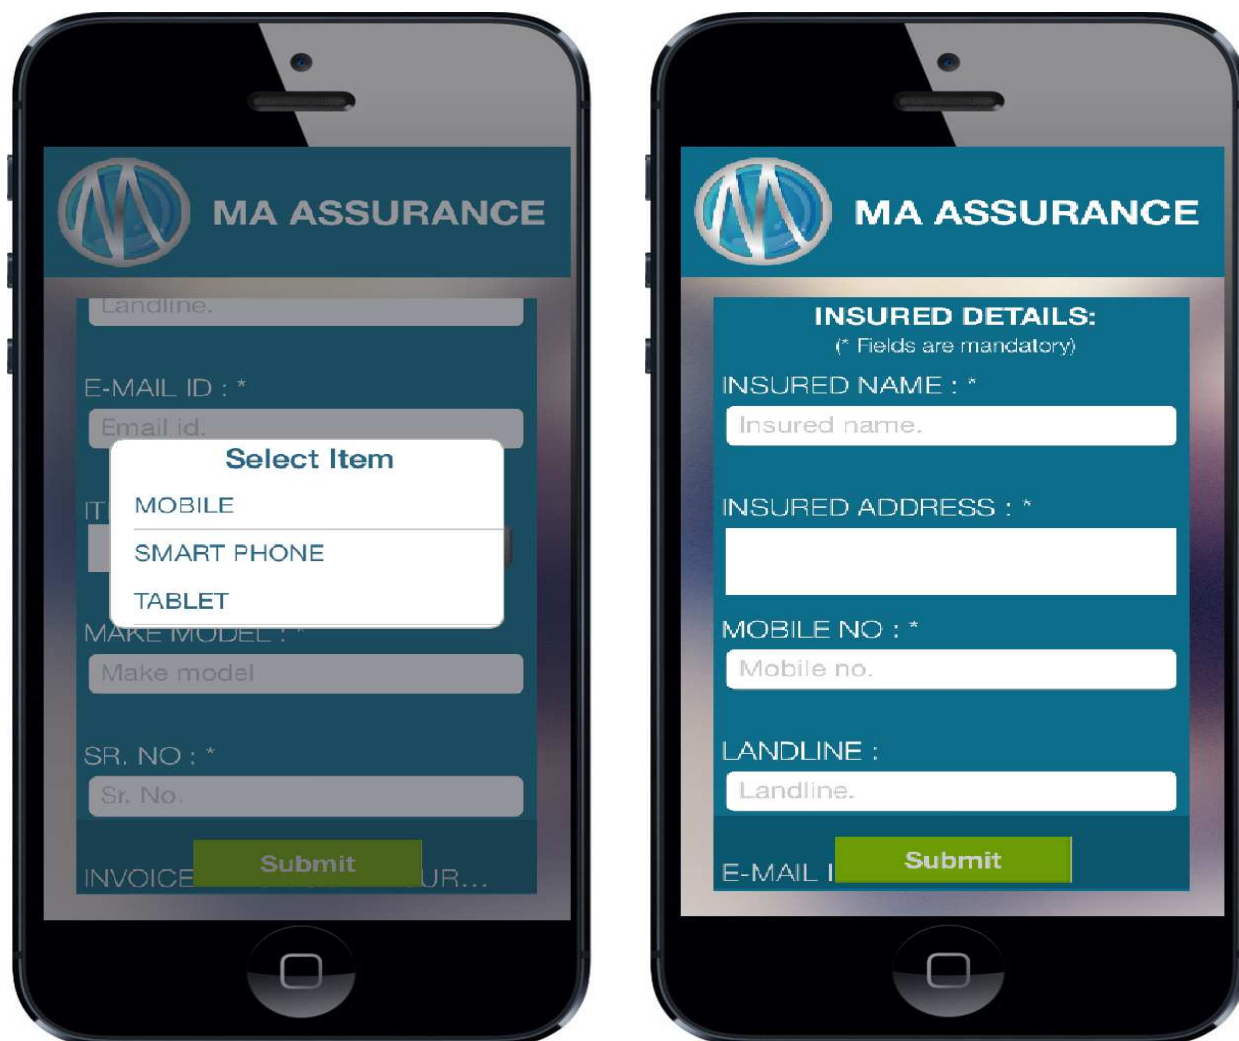 MA ASSURANCE
Landline.
E-MAIL ID : *
Email id.
Select Item
MOBILE
SMART PHONE
TABLET
MAKE MODEL : *
Make model
SR. NO : *
Sr. No.
Submit
INVOICE
UR...
MA ASSURANCE
INSURED DETAILS:
(* Fields are mandatory)
INSURED NAME : *
Insured name.
INSURED ADDRESS : *
MOBILE NO : *
Mobile no.
LANDLINE :
Landline.
Submit
E-MAIL I